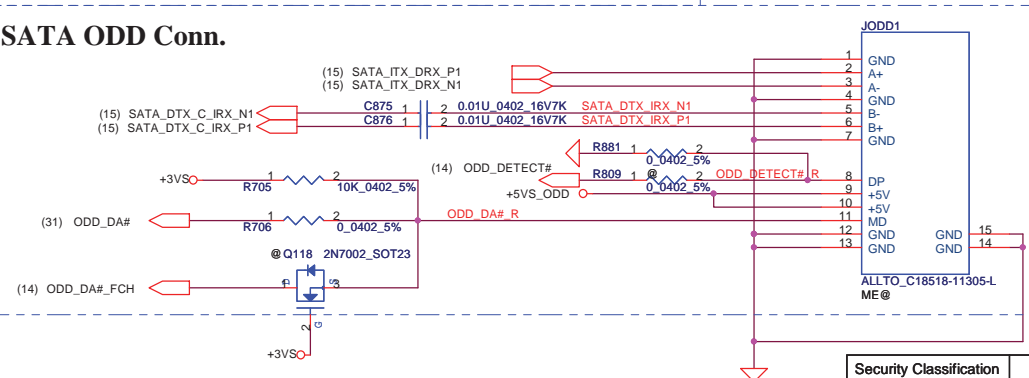 SATA ODD Conn.
JODD1
(15) SATA_ITX_DRX_P1
(15) SATA_ITX_DRX_N1
(15) SATA_DTX_C_IRX_N1
(15) SATA_DTX_C_IRX_P1
C875 1 2 0.01U_0402_16V7K SATA_DTX_IRX_N1
C876 1 2 0.01U_0402_16V7K SATA_DTX_IRX_P1
1 GND
2 A+
3 A-
4 GND
5 B-
6 B+
7 GND
R881 1 2
0_0402_5%
(14) ODD_DETECT#
R809 1 @ 2 ODD_DETECT#_R
0_0402_5%
+5VS_ODD
8 DP
9 +5V
10 +5V
11 MD
12 GND
13 GND
GND 15
GND 14
+3VS
R705 1 2 10K_0402_5%
(31) ODD_DA#
R706 1 2 0_0402_5%
ODD_DA#_R
@ Q118 2N7002_SOT23
(14) ODD_DA#_FCH
D 1 S 3
2 G
+3VS
ALLTO_C18518-11305-L
ME@
Security Classification